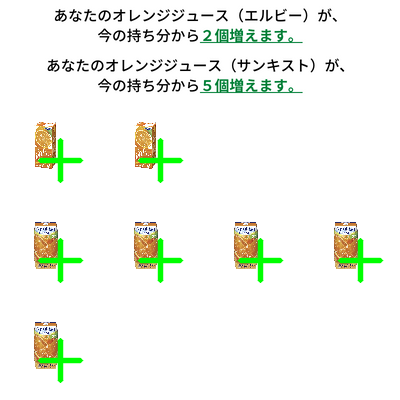 あなたのオレンジジュース（エルビー）が、
今の持ち分から２個増えます。
あなたのオレンジジュース（サンキスト）が、
今の持ち分から５個増えます。